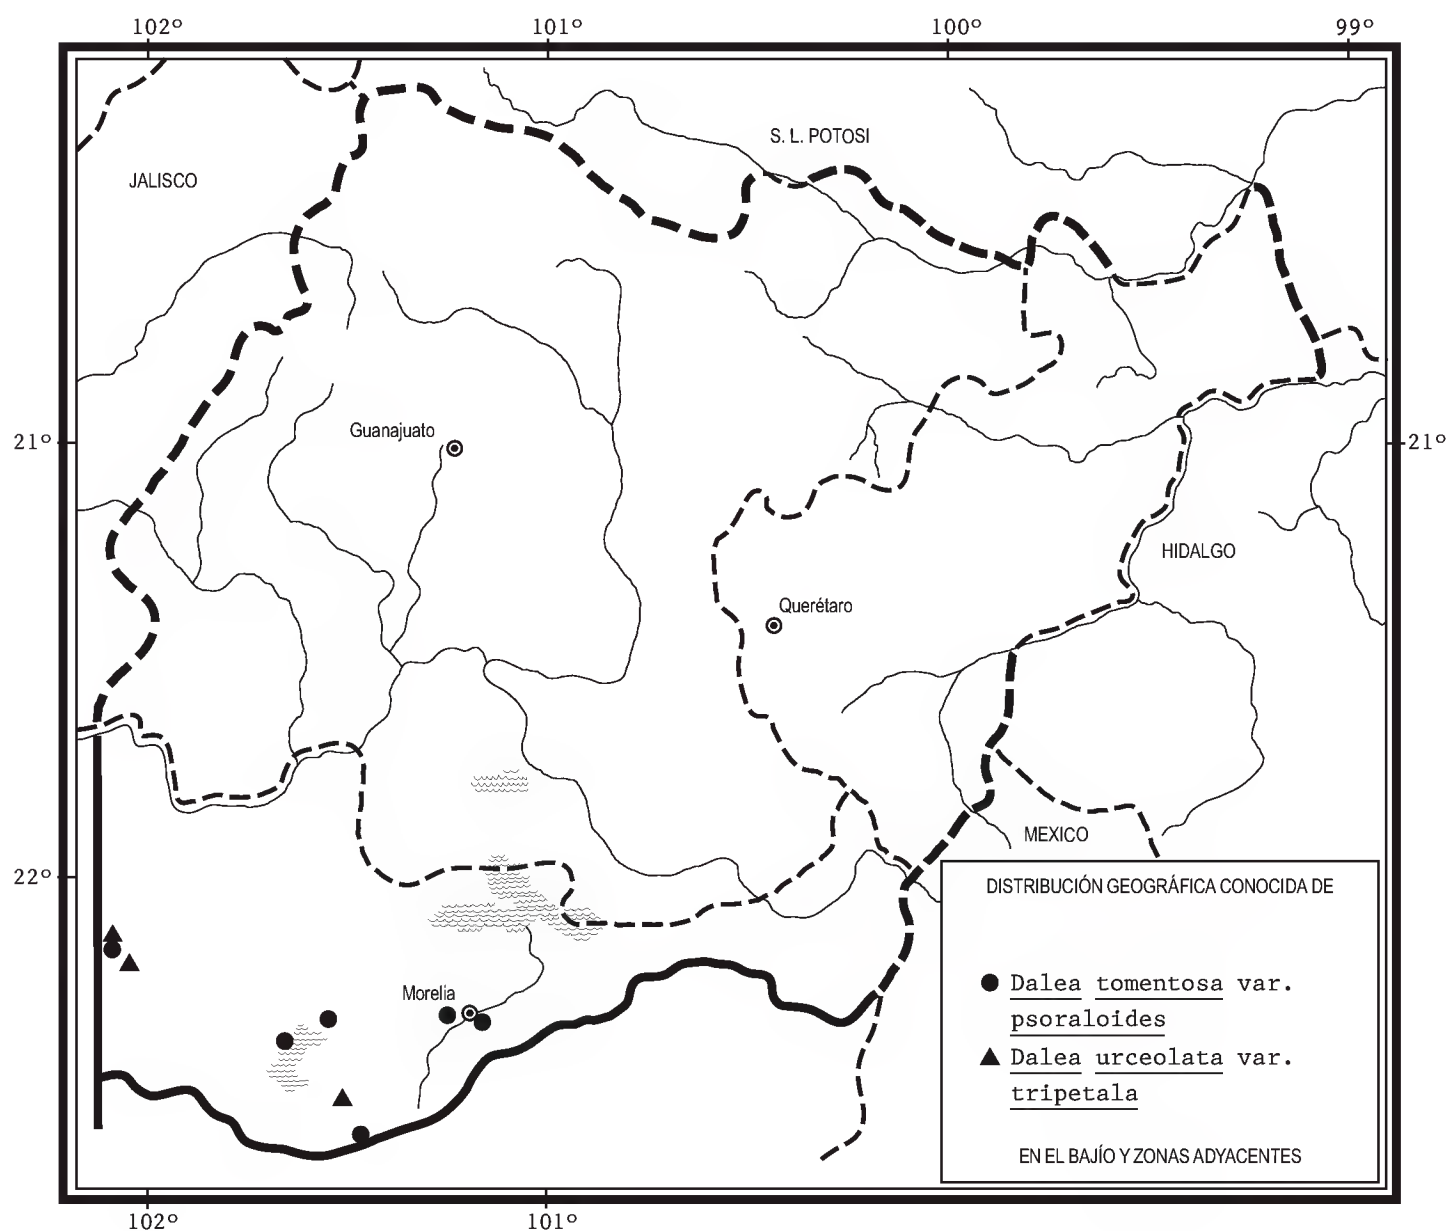 102º 101º 100º 99º
S. L. POTOSI
JALISCO
Guanajuato
21º 21º
HIDALGO
Querétaro
MEXICO
22º
DISTRIBUCIÓN GEOGRÁFICA CONOCIDA DE
Dalea tomentosa var.
psoraloides
Dalea urceolata var.
tripetala
EN EL BAJÍO Y ZONAS ADYACENTES
Morelia
102º 101º